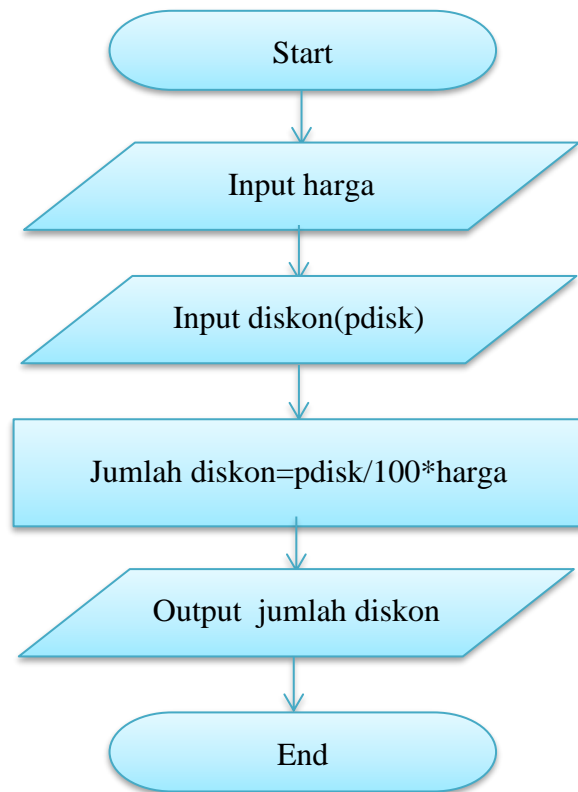 Start
Input harga
Input diskon(pdisk)
Jumlah diskon=pdisk/100*harga
Output  jumlah diskon
End